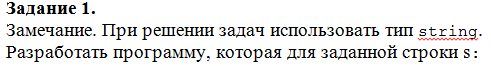 Задание 1.
Замечание. При решении задач использовать тип string.
Разработать программу, которая для заданной строки s: